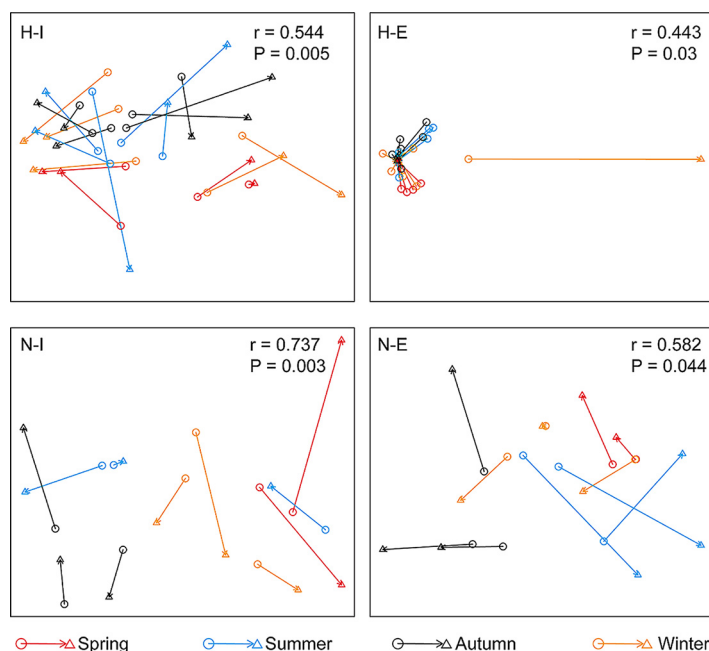 H-I
r = 0.544
P = 0.005
H-E
r = 0.443
P = 0.03
N-I
r = 0.737
P = 0.003
N-E
r = 0.582
P = 0.044
Spring Summer Autumn Winter